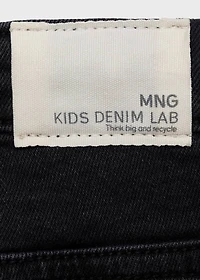 MNG
KIDS DENIM LAB
Think big and recycle